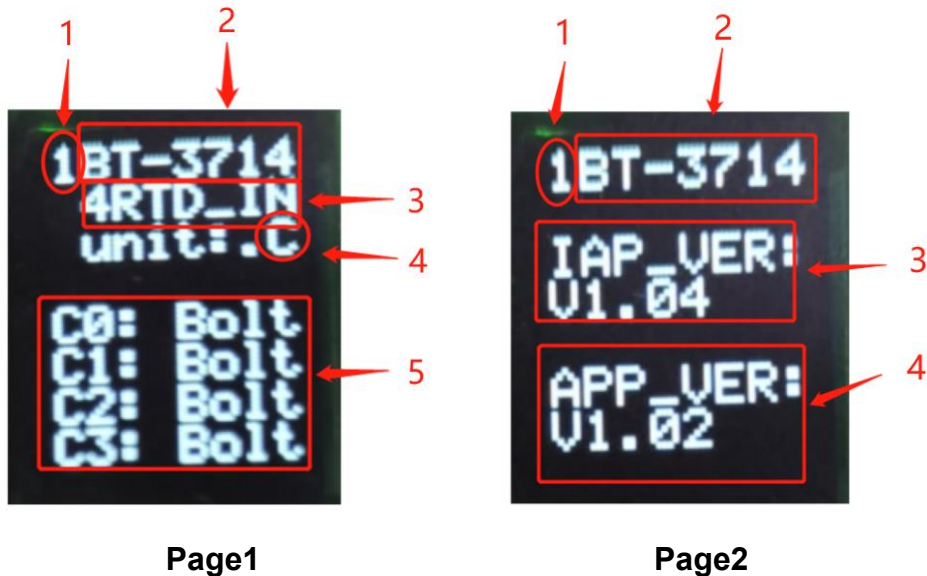 1
2
1BT-3714
4RTD_IN
3
unit:.C
4
C0: Bolt
C1: Bolt
C2: Bolt
C3: Bolt
5
Page1
1
2
1BT-3714
IAP_VER:
V1.04
3
APP_VER:
V1.02
4
Page2